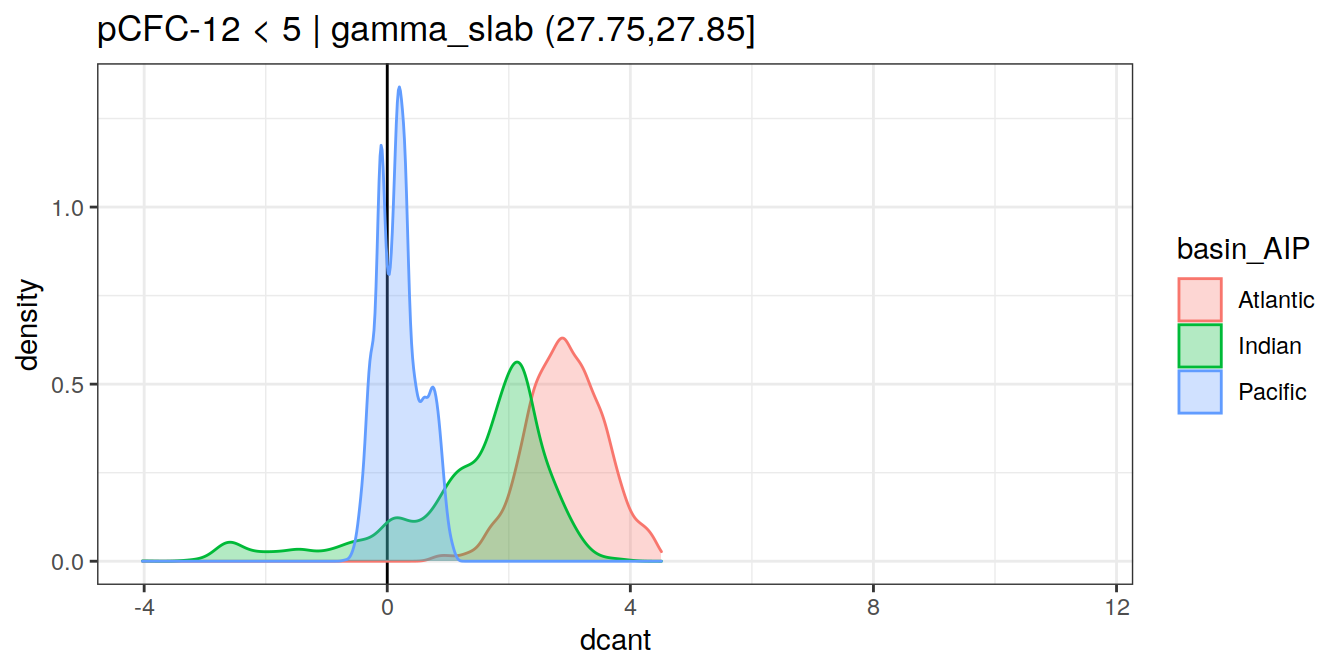 pCFC-12 < 5 | gamma_slab (27.75,27.85]
density
1.0
0.5
0.0
-4
0
4
8
12
dcant
basin_AIP
Atlantic
Indian
Pacific